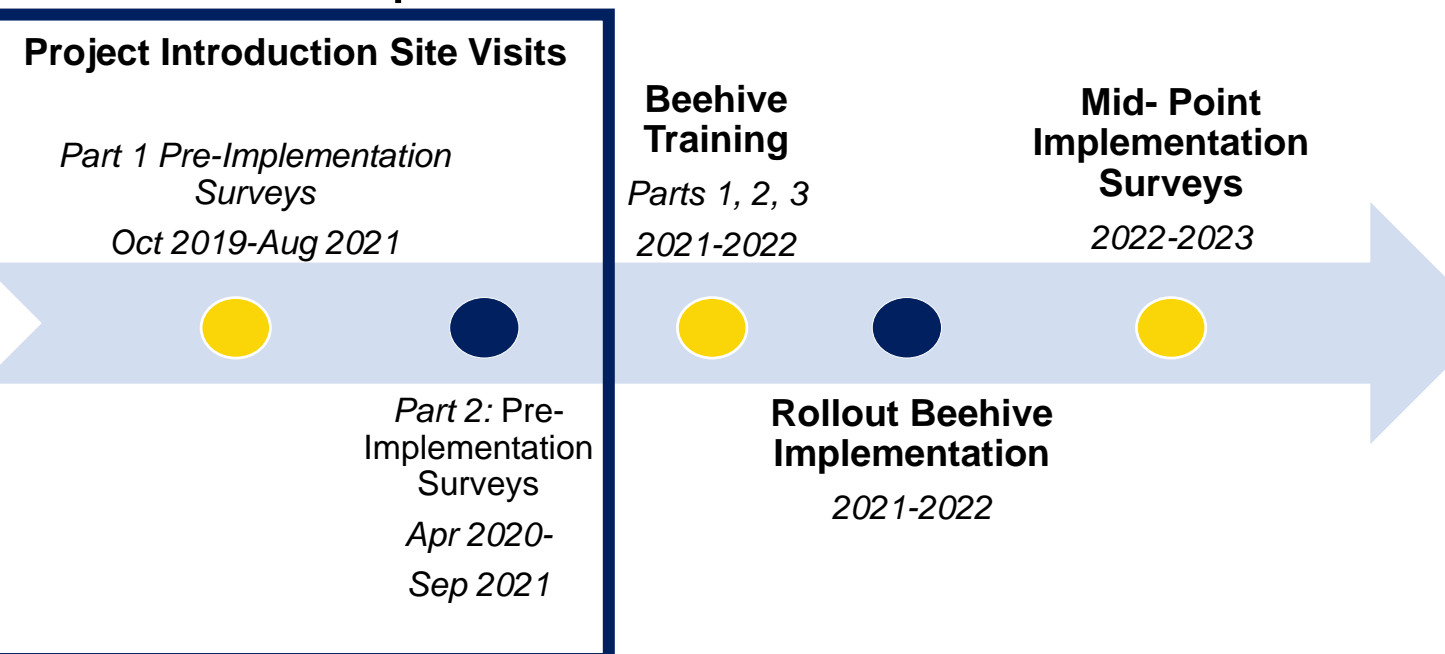 Project Introduction Site Visits
Part 1 Pre-Implementation
Surveys
Oct 2019-Aug 2021
Part 2: Pre-
Implementation
Surveys
Apr 2020-
Sep 2021
Beehive
Training
Parts 1, 2, 3
2021-2022
Rollout Beehive
Implementation
2021-2022
Mid- Point
Implementation
Surveys
2022-2023